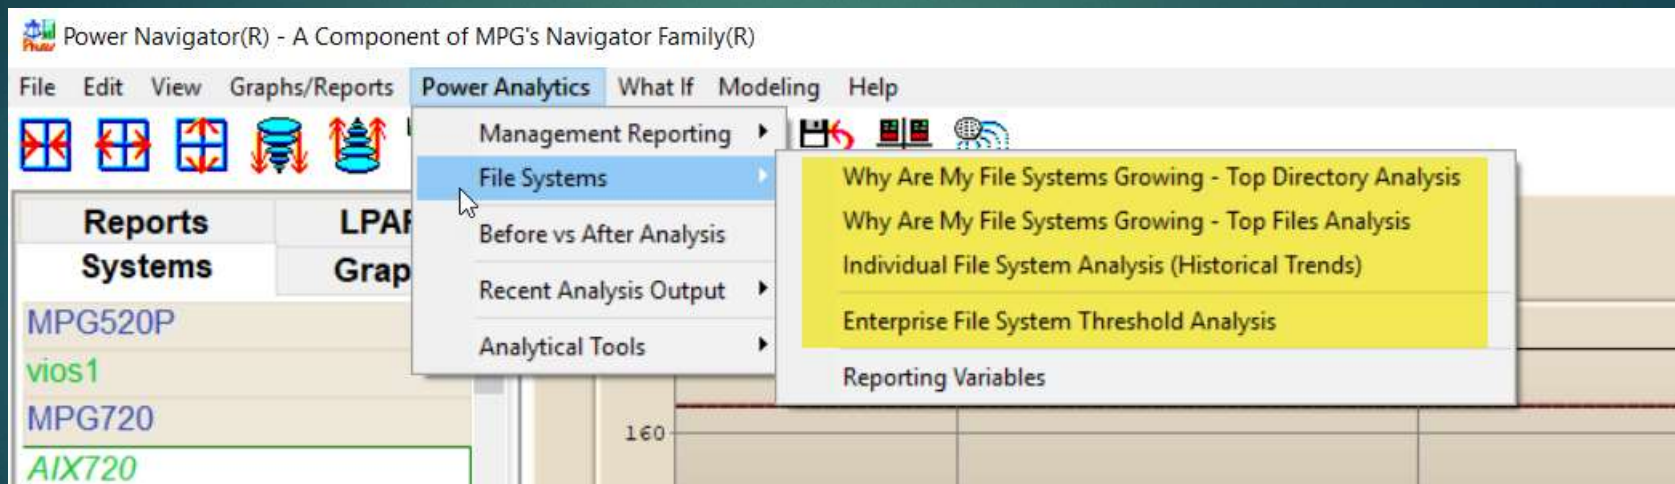 Power Navigator(R) - A Component of MPG's Navigator Family(R)
File Edit View Graphs/Reports Power Analytics What If Modeling Help
Management Reporting
File Systems
Before vs After Analysis
Recent Analysis Output
Analytical Tools
Why Are My File Systems Growing - Top Directory Analysis
Why Are My File Systems Growing - Top Files Analysis
Individual File System Analysis (Historical Trends)
Enterprise File System Threshold Analysis
Reporting Variables
Reports
Systems
MPG520P
vios1
MPG720
AIX720
160